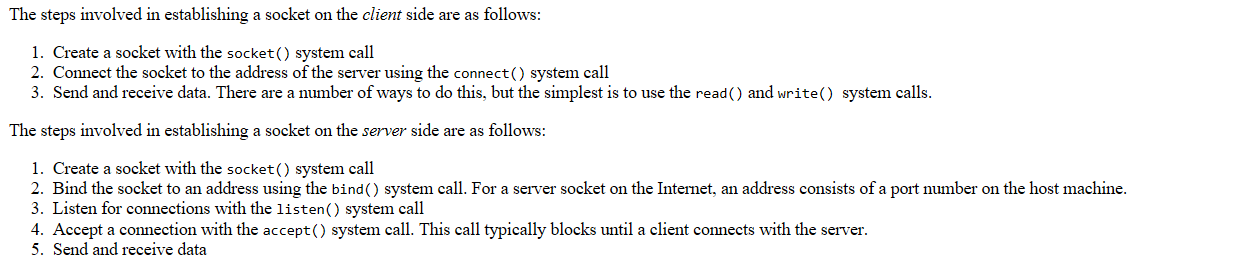 The steps involved in establishing a socket on the client side are as follows:
1. Create a socket with the socket() system call
2. Connect the socket to the address of the server using the connect() system call
3. Send and receive data. There are a number of ways to do this, but the simplest is to use the read() and write() system calls.
The steps involved in establishing a socket on the server side are as follows:
1. Create a socket with the socket() system call
2. Bind the socket to an address using the bind() system call. For a server socket on the Internet, an address consists of a port number on the host machine.
3. Listen for connections with the listen() system call
4. Accept a connection with the accept() system call. This call typically blocks until a client connects with the server.
5. Send and receive data